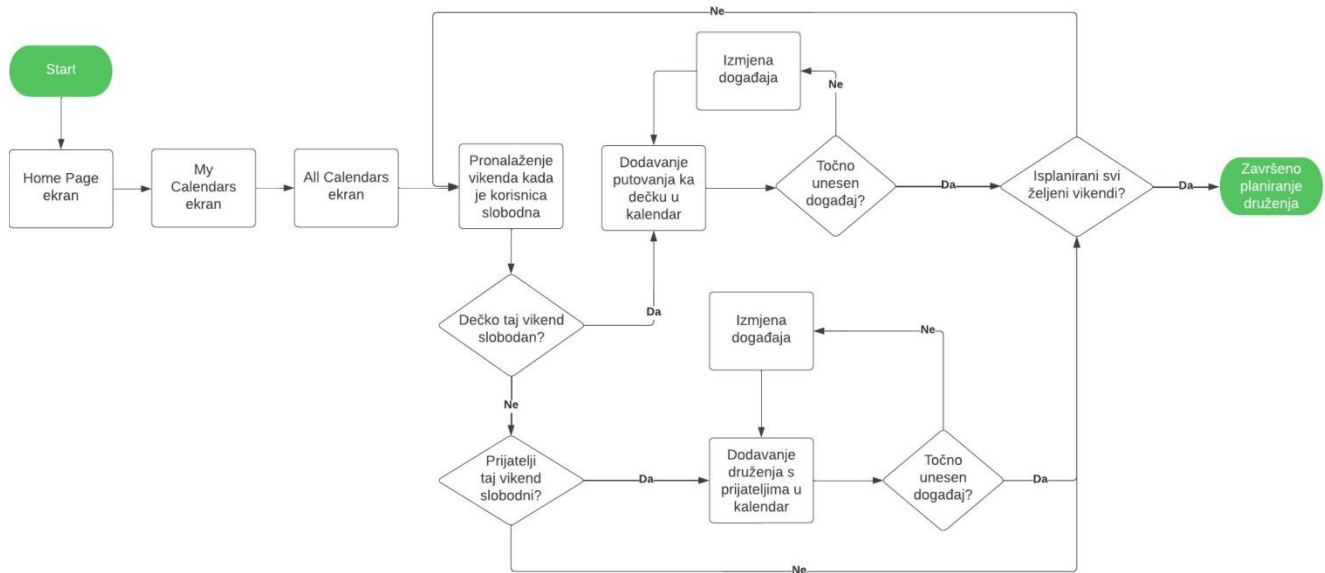 Ne
Start
Izmjena
događaja
Ne
Home Page
ekran
My
Calendars
ekran
All Calendars
ekran
Pronalaženje
vikenda kada
je korisnica
slobodna
Dodavanje
putovanja ka
dečku u
kalendar
Točno
unesen
događaj?
Da
Isplanirani svi
željeni vikendi?
Da
Završeno
planiranje
druženja
Dečko taj vikend
slobodan?
Da
Izmjena
događaja
Ne
Ne
Prijatelji
taj vikend
slobodni?
Da
Dodavanje
druženja s
prijateljima u
kalendar
Točno
unesen
događaj?
Da
Ne